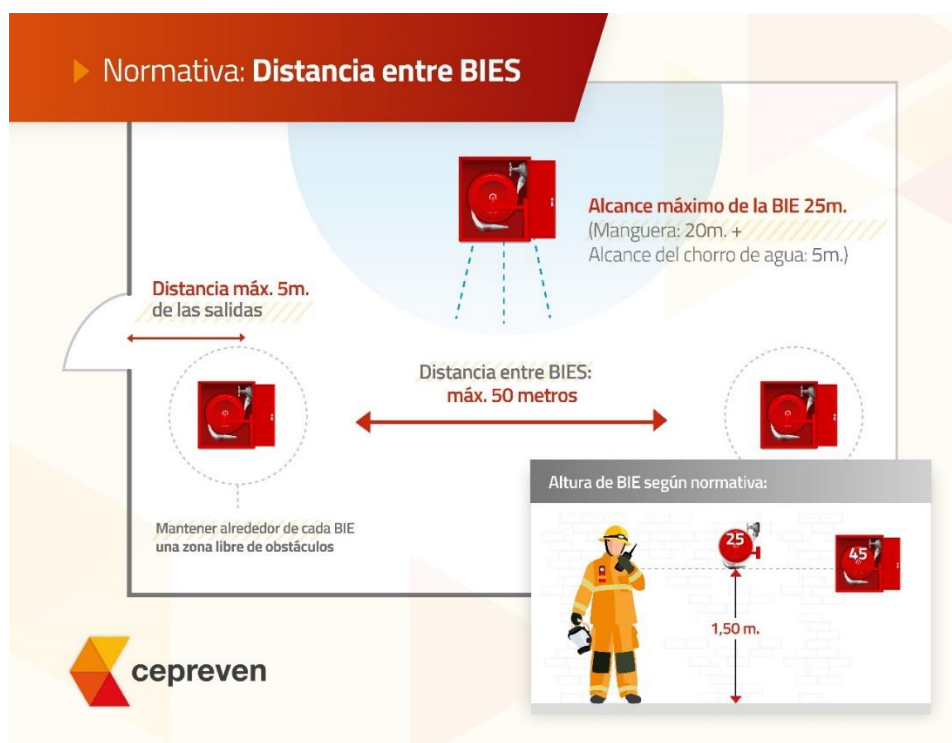 Normativa: Distancia entre BIES
Alcance máximo de la BIE 25m.
(Manguera: 20m. +
Alcance del chorro de agua: 5m.)
Distancia máx. 5m.
de las salidas
Distancia entre BIES:
máx. 50 metros
Mantener alrededor de cada BIE
una zona libre de obstáculos
Altura de BIE según normativa:
25
45
1,50 m.
cepreven